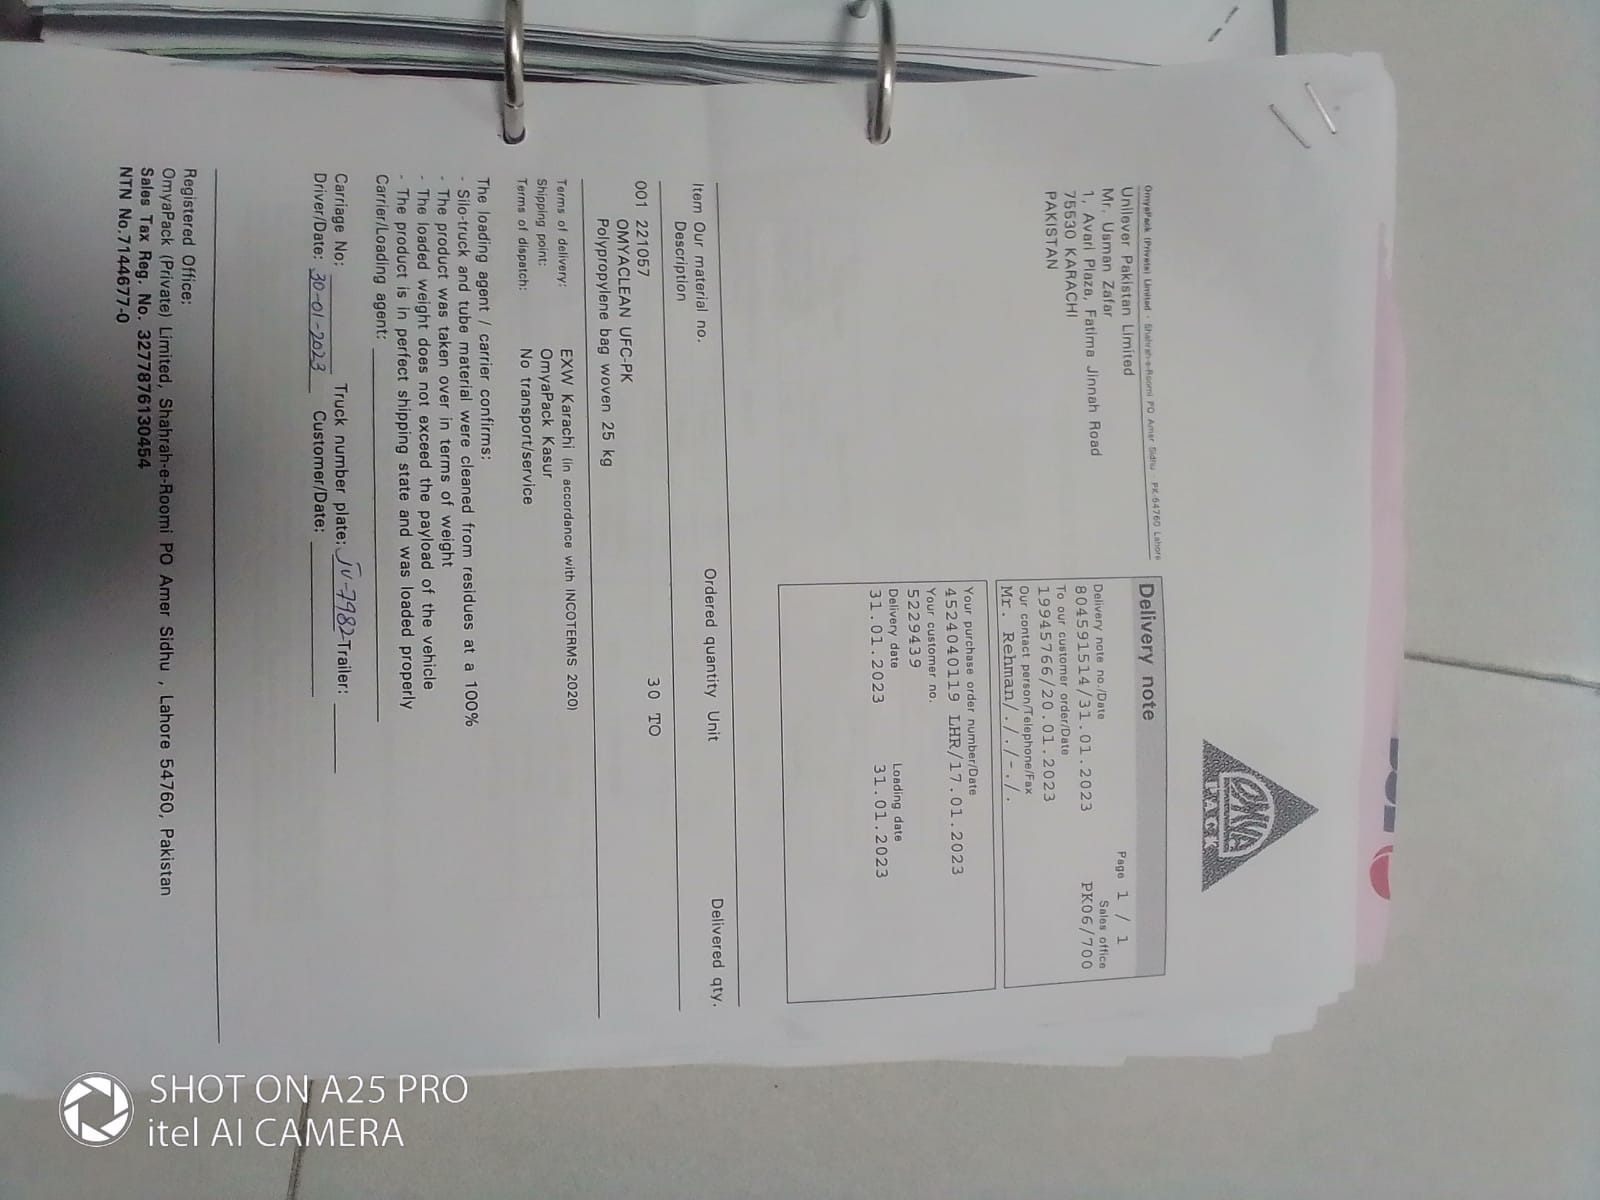 OMYA
PACK
OmyaPack (Private) Limited - Shahrah-e-Roomi PO Amer Sidhu - PK-54760 Lahore
Unilever Pakistan Limited
Mr. Usman Zafar
1, Avari Plaza, Fatima Jinnah Road
75530 KARACHI
PAKISTAN
Delivery note
Page 1 / 1
Delivery note no./Date
Sales office
804591514/31.01.2023
PK06/700
To our customer order/Date
19945766/20.01.2023
Our contact person/Telephone/Fax
Mr. Rehman/././-./.
Your purchase order number/Date
4524040119 LHR/17.01.2023
Your customer no.
5229439
Delivery date Loading date
31.01.2023 31.01.2023
Item Our material no. Ordered quantity Unit Delivered qty.
Description
001 221057 30 TO
OMYACLEAN UFC-PK
Polypropylene bag woven 25 kg
Terms of delivery: EXW Karachi (in accordance with INCOTERMS 2020)
Shipping point: OmyaPack Kasur
Terms of dispatch: No transport/service
The loading agent / carrier confirms:
- Silo-truck and tube material were cleaned from residues at a 100%
- The product was taken over in terms of weight
- The loaded weight does not exceed the payload of the vehicle
- The product is in perfect shipping state and was loaded properly
Carrier/Loading agent:
Carriage No: Truck number plate: JV-7982 Trailer:
Driver/Date: 30-01-2023 Customer/Date:
Registered Office:
OmyaPack (Private) Limited, Shahrah-e-Roomi PO Amer Sidhu , Lahore 54760, Pakistan
Sales Tax Reg. No. 3277876130454
NTN No.7144677-0
SHOT ON A25 PRO
itel AI CAMERA